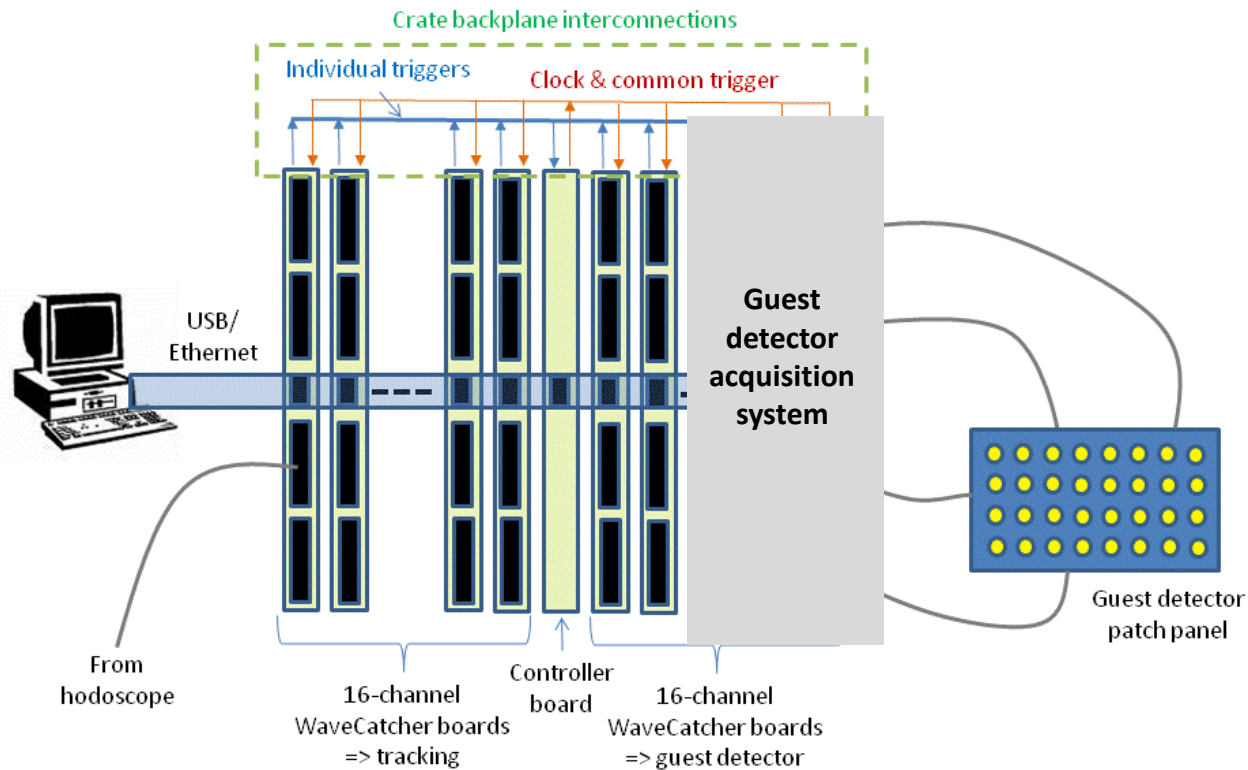 Crate backplane interconnections
Individual triggers
Clock & common trigger
USB/
Ethernet
Guest
detector
acquisition
system
From
hodoscope
16-channel
WaveCatcher boards
=> tracking
Controller
board
16-channel
WaveCatcher boards
=> guest detector
Guest detector
patch panel